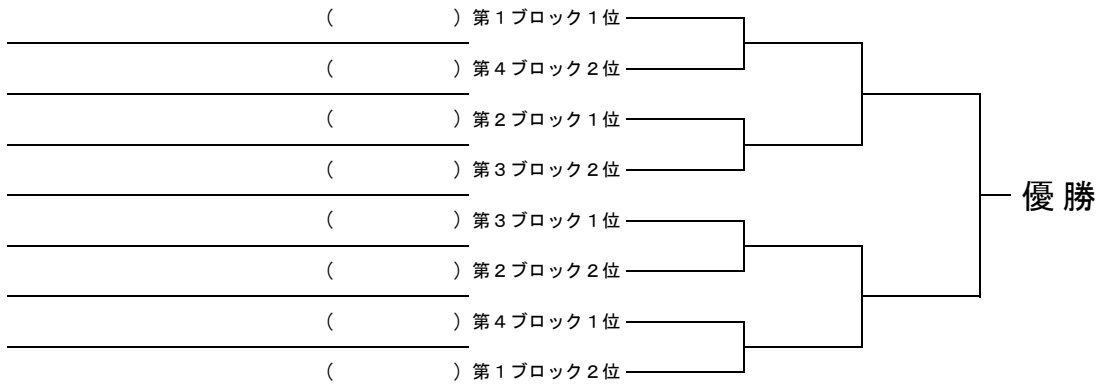 (　　　　　) 第１ブロック１位
(　　　　　) 第４ブロック２位
(　　　　　) 第２ブロック１位
(　　　　　) 第３ブロック２位
(　　　　　) 第３ブロック１位
(　　　　　) 第２ブロック２位
(　　　　　) 第４ブロック１位
(　　　　　) 第１ブロック２位
優勝